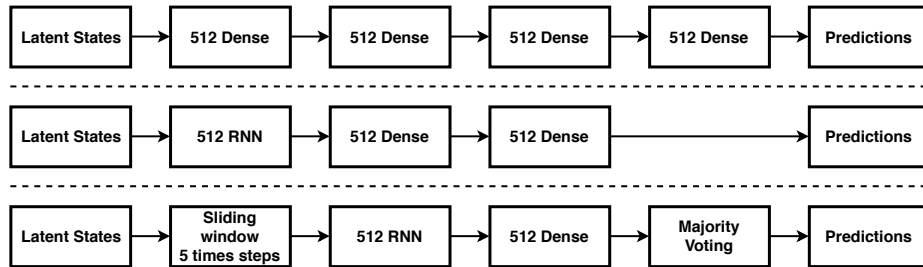 Latent States
512 Dense
512 Dense
512 Dense
512 Dense
Predictions
Latent States
512 RNN
512 Dense
512 Dense
Predictions
Latent States
Sliding
window
5 times steps
512 RNN
512 Dense
Majority
Voting
Predictions